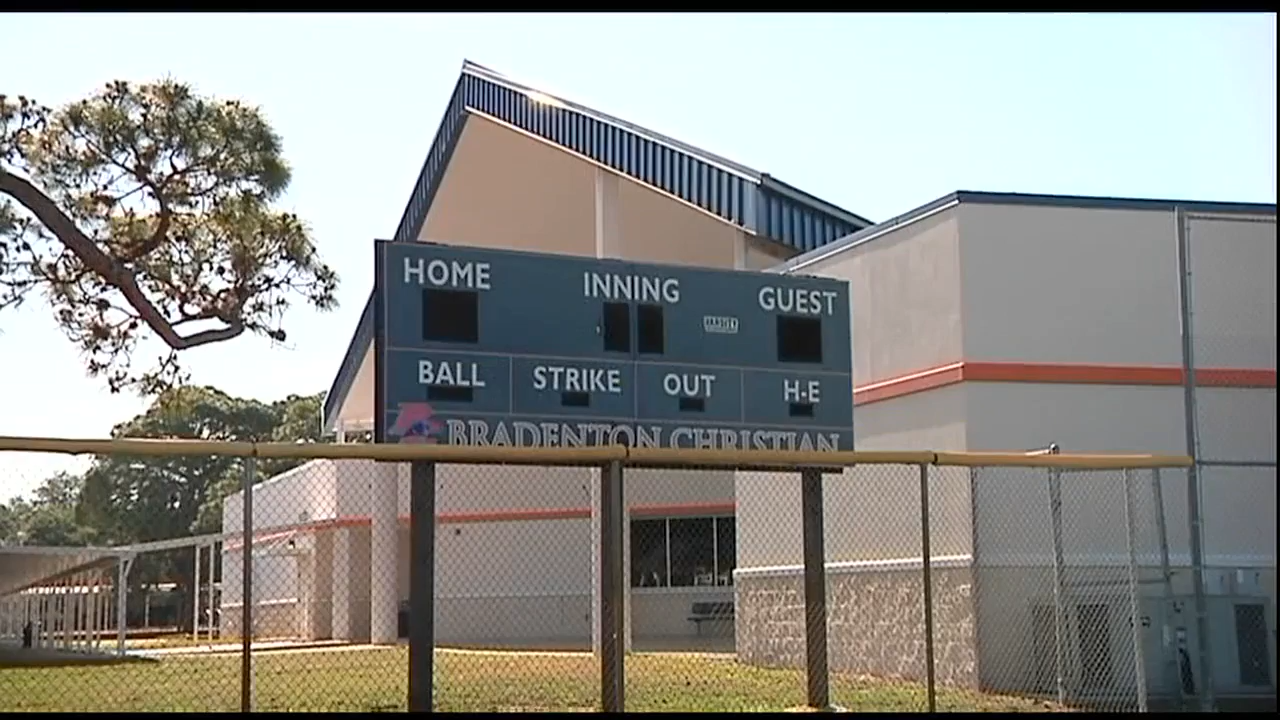 HOME INNING GUEST
BALL STRIKE OUT H-E
BRADENTON CHRISTIAN